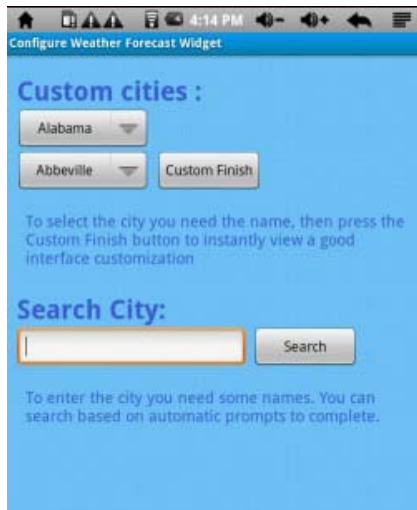 4:14 PM
Configure Weather Forecast Widget
Custom cities :
Alabama
Abbeville Custom Finish
To select the city you need the name, then press the
Custom Finish button to instantly view a good
interface customization
Search City:
Search
To enter the city you need some names. You can
search based on automatic prompts to complete.